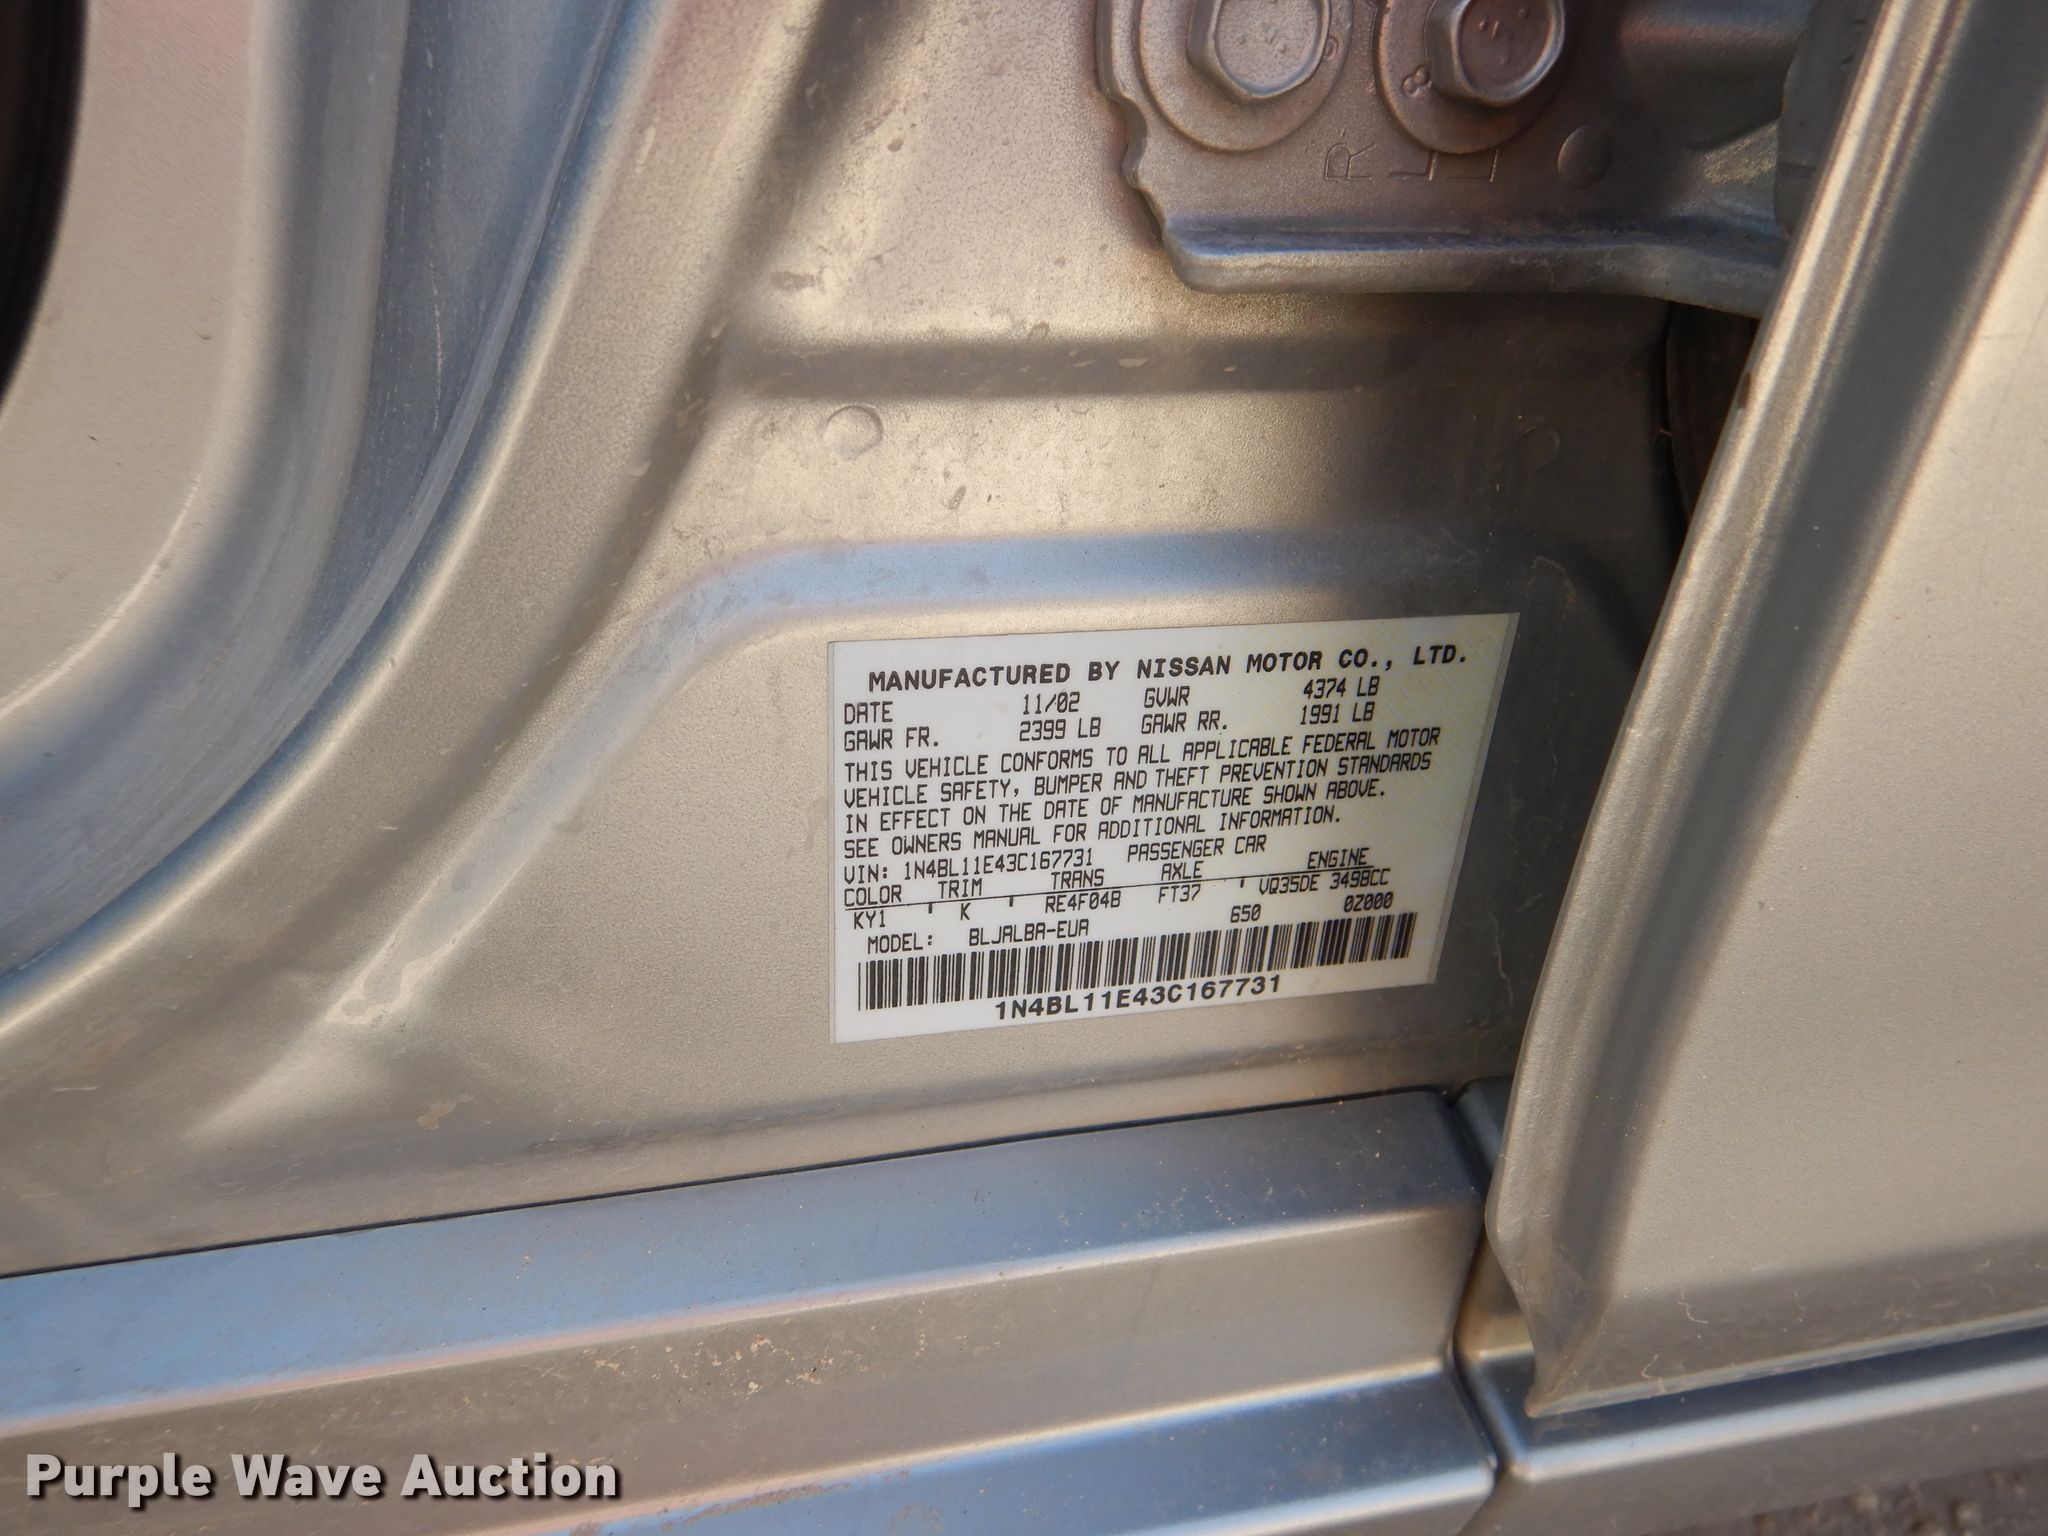 8
R
MANUFACTURED BY NISSAN MOTOR CO., LTD.
DATE 11/02 GVWR 4374 LB
GAWR FR. 2399 LB GAWR RR. 1991 LB
THIS VEHICLE CONFORMS TO ALL APPLICABLE FEDERAL MOTOR
VEHICLE SAFETY, BUMPER AND THEFT PREVENTION STANDARDS
IN EFFECT ON THE DATE OF MANUFACTURE SHOWN ABOVE.
SEE OWNERS MANUAL FOR ADDITIONAL INFORMATION.
VIN: 1N4BL11E43C167731 PASSENGER CAR
COLOR TRIM TRANS AXLE ENGINE
KY1 ' K ' RE4F04B FT37 ' VQ35DE 3498CC
MODEL: BLJALBA-EUA 650 0Z000
1N4BL11E43C167731
Purple Wave Auction